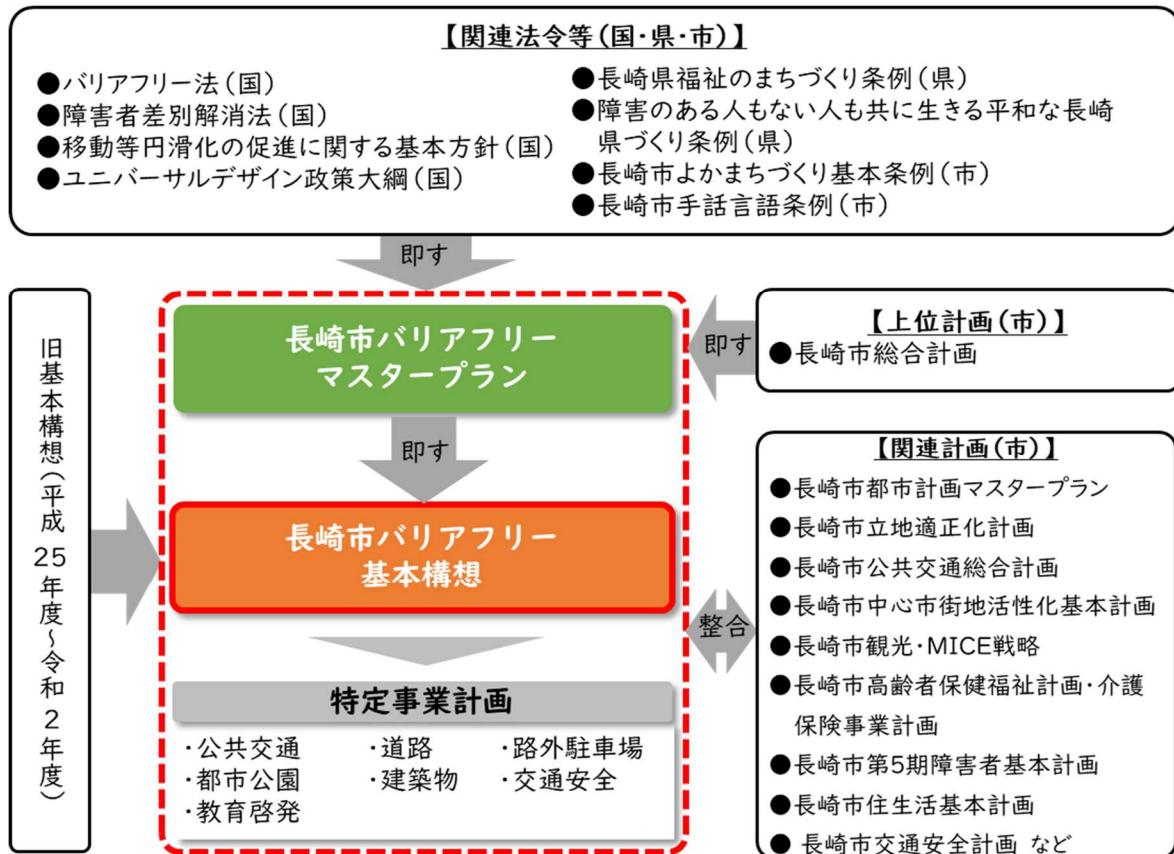 【関連法令等(国・県・市)】
●バリアフリー法(国)
●障害者差別解消法(国)
●移動等円滑化の促進に関する基本方針(国)
●ユニバーサルデザイン政策大綱(国)
●長崎県福祉のまちづくり条例(県)
●障害のある人もない人も共に生きる平和な長崎
県づくり条例(県)
●長崎市よかまちづくり基本条例(市)
●長崎市手話言語条例(市)
即す
旧基本構想(平成25年度~令和2年度)
長崎市バリアフリー
マスタープラン
即す
長崎市バリアフリー
基本構想
特定事業計画
・公共交通 ・道路 ・路外駐車場
・都市公園 ・建築物 ・交通安全
・教育啓発
即す
【上位計画(市)】
●長崎市総合計画
整合
【関連計画(市)】
●長崎市都市計画マスタープラン
●長崎市立地適正化計画
●長崎市公共交通総合計画
●長崎市中心市街地活性化基本計画
●長崎市観光・MICE戦略
●長崎市高齢者保健福祉計画・介護
保険事業計画
●長崎市第5期障害者基本計画
●長崎市住生活基本計画
● 長崎市交通安全計画 など